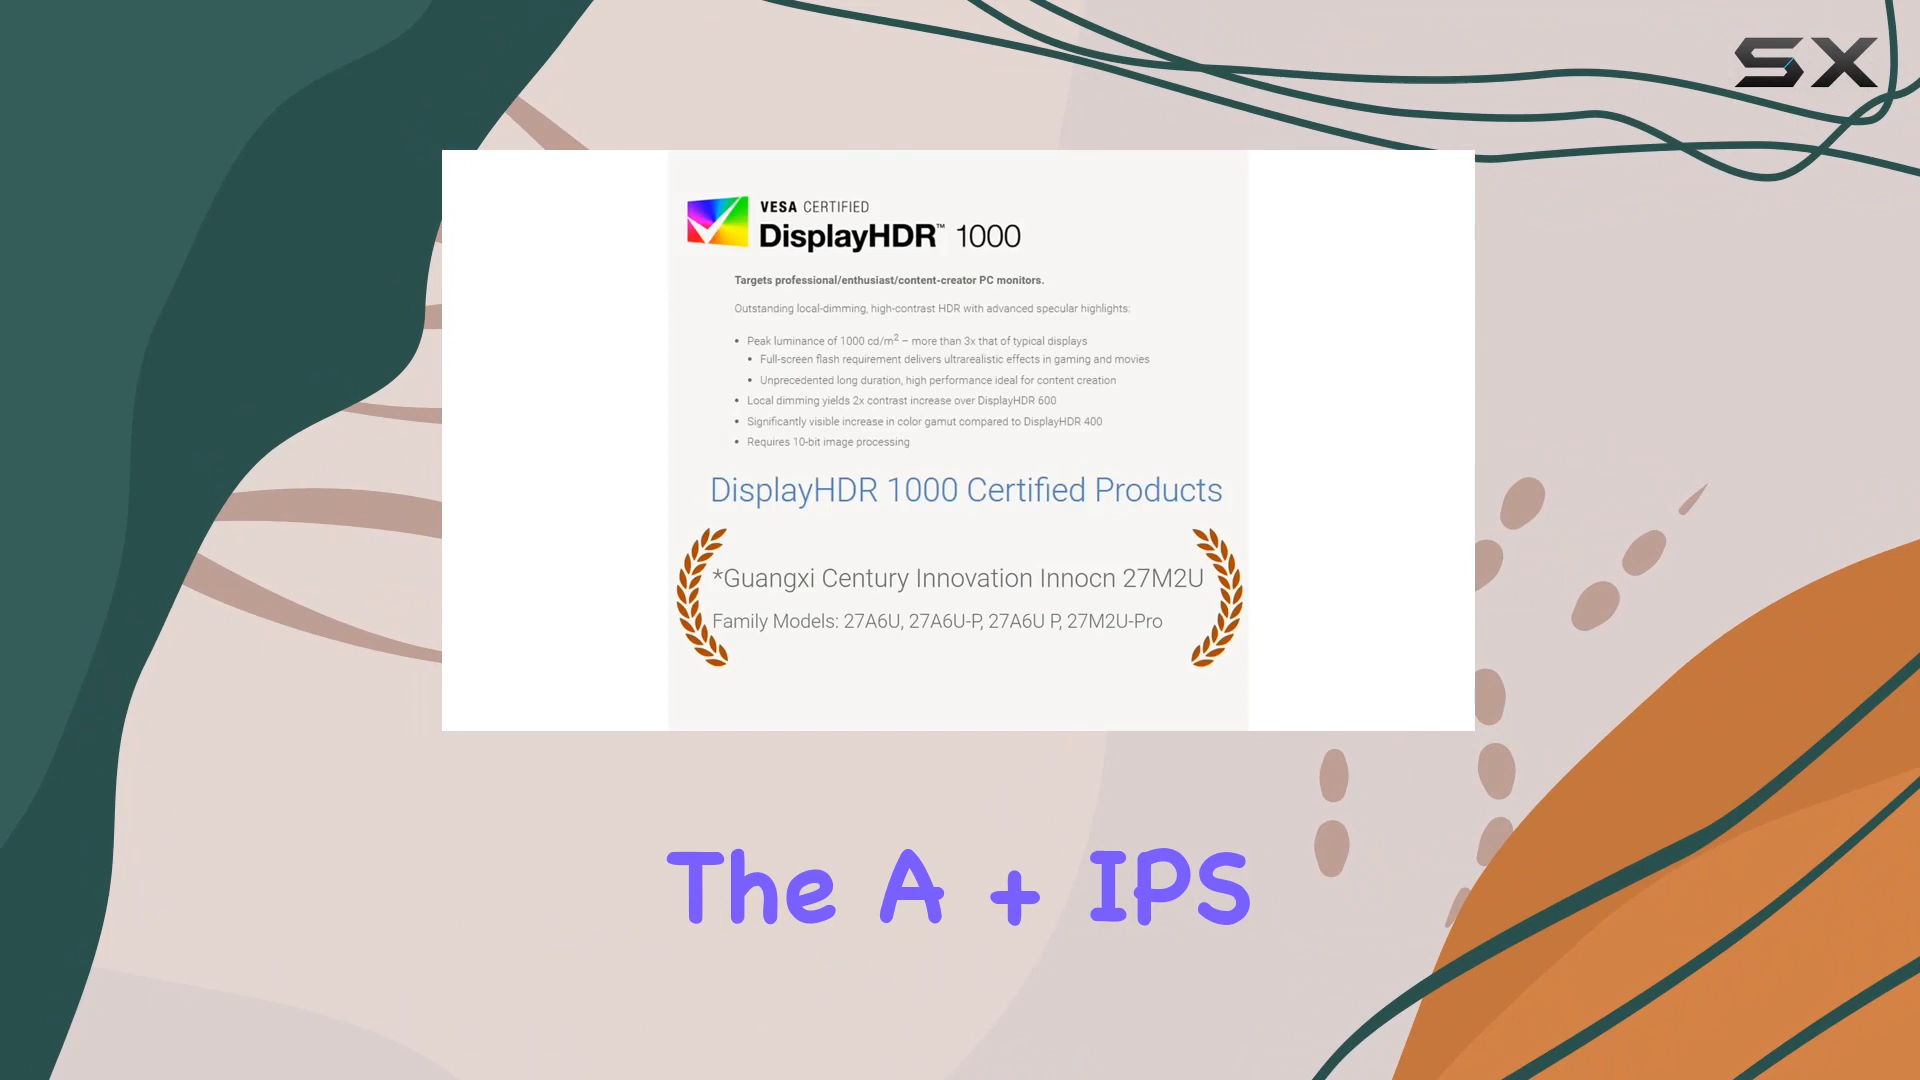 SX
VESA CERTIFIED
DisplayHDR™ 1000
Targets professional/enthusiast/content-creator PC monitors.
Outstanding local-dimming, high-contrast HDR with advanced specular highlights:
• Peak luminance of 1000 cd/m² – more than 3x that of typical displays
• Full-screen flash requirement delivers ultrarealistic effects in gaming and movies
• Unprecedented long duration, high performance ideal for content creation
• Local dimming yields 2x contrast increase over DisplayHDR 600
• Significantly visible increase in color gamut compared to DisplayHDR 400
• Requires 10-bit image processing
DisplayHDR 1000 Certified Products
*Guangxi Century Innovation Innocn 27M2U
Family Models: 27A6U, 27A6U-P, 27A6U P, 27M2U-Pro
The A + IPS